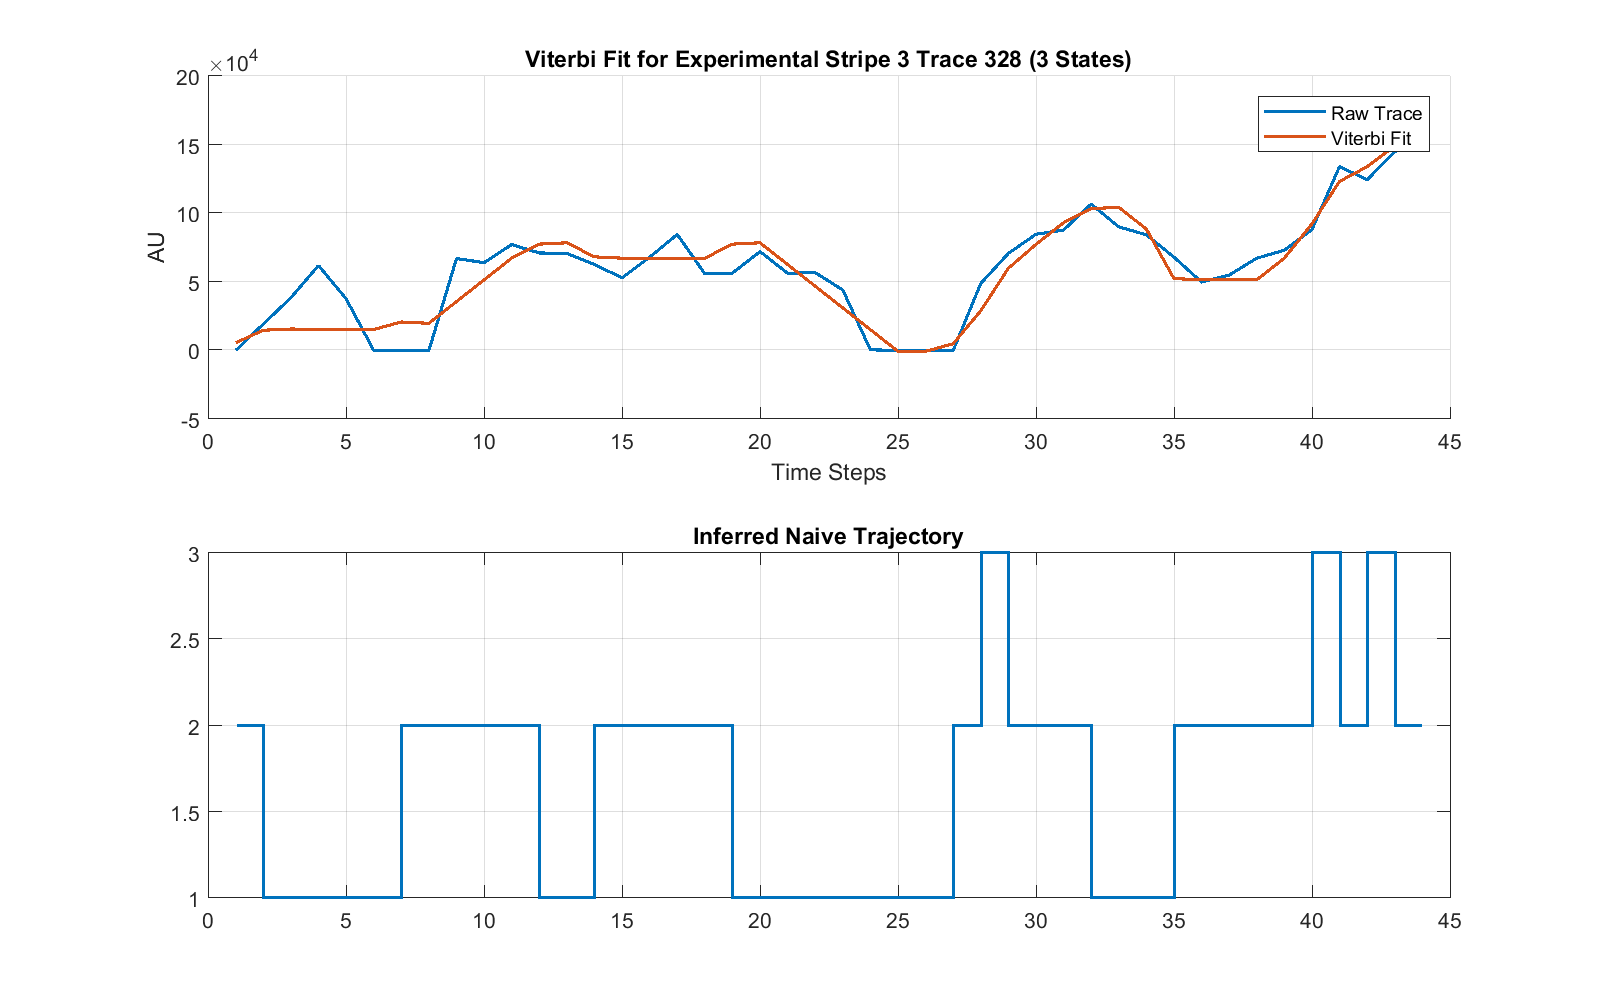 Viterbi Fit for Experimental Stripe 3 Trace 328 (3 States)
×10⁴
20
15
10
5
0
-5
AU
Raw Trace
Viterbi Fit
0 5 10 15 20 25 30 35 40 45
Time Steps
Inferred Naive Trajectory
3
2.5
2
1.5
1
0 5 10 15 20 25 30 35 40 45